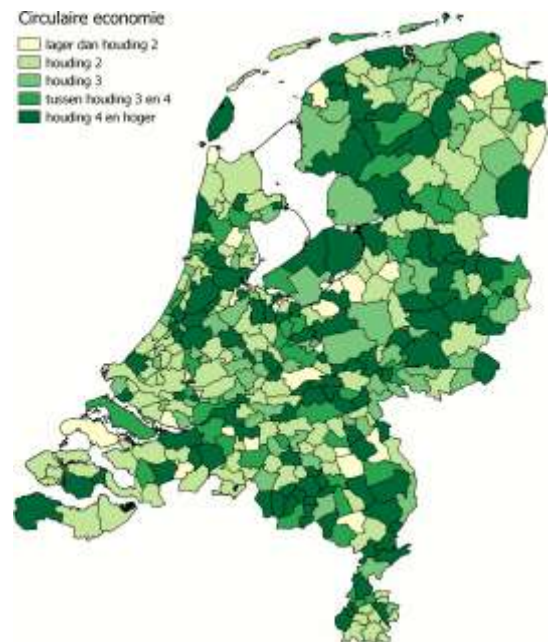 Circulaire economie
lager dan houding 2
houding 2
houding 3
tussen houding 3 en 4
houding 4 en hoger